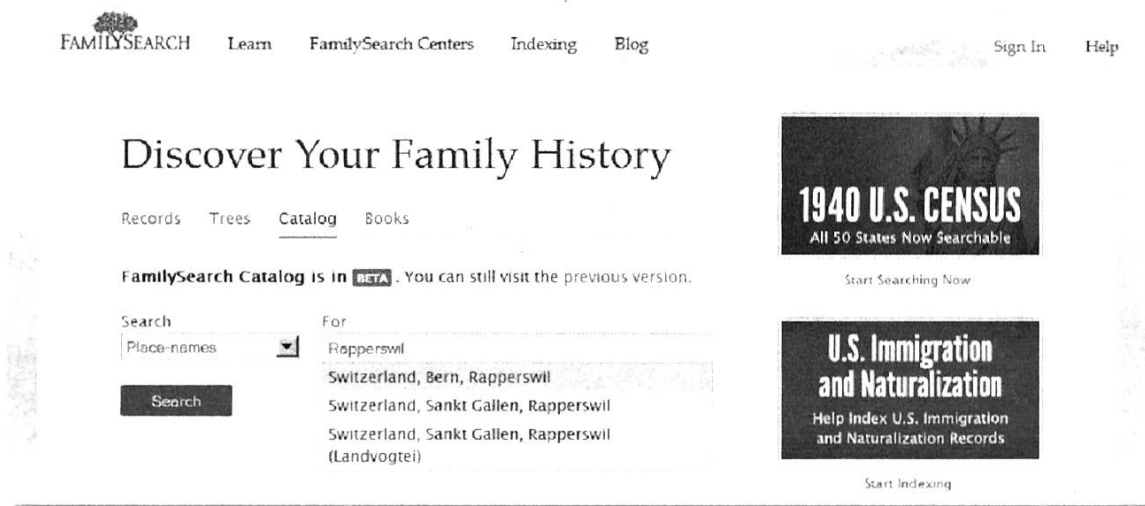 FAMILYSEARCH Learn FamilySearch Centers Indexing Blog Sign In Help
Discover Your Family History
Records Trees Catalog Books
FamilySearch Catalog is in BETA . You can still visit the previous version.
Search
Place-names
For
Rapperswil
Switzerland, Bern, Rapperswil
Switzerland, Sankt Gallen, Rapperswil
Switzerland, Sankt Gallen, Rapperswil
(Landvogtei)
Search
1940 U.S. CENSUS
All 50 States Now Searchable
Start Searching Now
U.S. Immigration
and Naturalization
Help Index U.S. Immigration
and Naturalization Records
Start Indexing